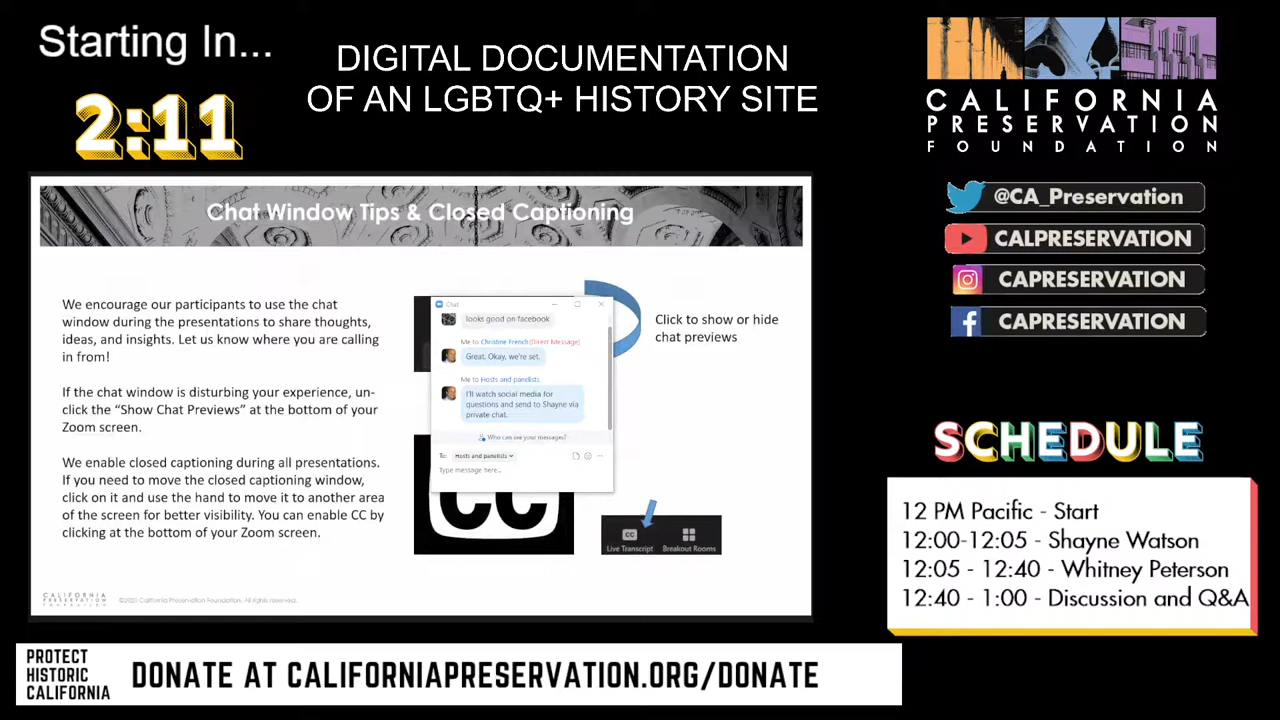 Starting In...
2:11
DIGITAL DOCUMENTATION
OF AN LGBTQ+ HISTORY SITE
CALIFORNIA
PRESERVATION
FOUNDATION
@CA_Preservation
CALPRESERVATION
CAPRESERVATION
CAPRESERVATION
Chat Window Tips & Closed Captioning
We encourage our participants to use the chat
window during the presentations to share thoughts,
ideas, and insights. Let us know where you are calling
in from!
If the chat window is disturbing your experience, un-
click the “Show Chat Previews” at the bottom of your
Zoom screen.
We enable closed captioning during all presentations.
If you need to move the closed captioning window,
click on it and use the hand to move it to another area
of the screen for better visibility. You can enable CC by
clicking at the bottom of your Zoom screen.
Chat
looks good on facebook
Me to Christine French(Direct Message)
Great. Okay, we're set.
Me to Hosts and panelists
I'll watch social media for
questions and send to Shayne via
private chat.
Who can see your messages?
To: Hosts and panelists
Type message here...
CC
Click to show or hide
chat previews
CC
Live Transcript Breakout Rooms
CALIFORNIA
PRESERVATION
©2021 California Preservation Foundation. All rights reserved.
SCHEDULE
12 PM Pacific - Start
12:00-12:05 - Shayne Watson
12:05 - 12:40 - Whitney Peterson
12:40 - 1:00 - Discussion and Q&A
PROTECT
HISTORIC
CALIFORNIA
DONATE AT CALIFORNIAPRESERVATION.ORG/DONATE